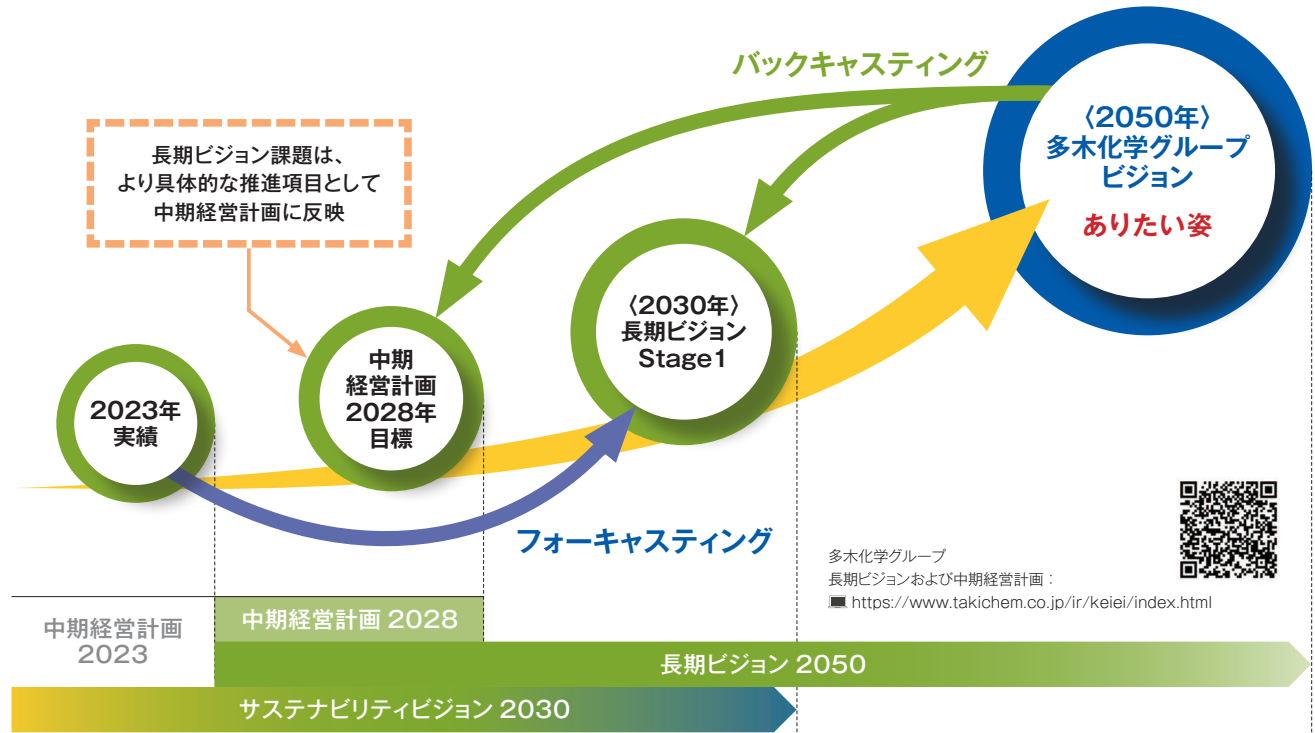 バックキャスティング
〈2050年〉
多木化学グループ
ビジョン
ありたい姿
長期ビジョン課題は、
より具体的な推進項目として
中期経営計画に反映
〈2030年〉
長期ビジョン
Stage1
中期
経営計画
2028年
目標
2023年
実績
フォーキャスティング
多木化学グループ
長期ビジョンおよび中期経営計画：
https://www.takichem.co.jp/ir/keiei/index.html
中期経営計画
2023
中期経営計画 2028
長期ビジョン 2050
サステナビリティビジョン 2030